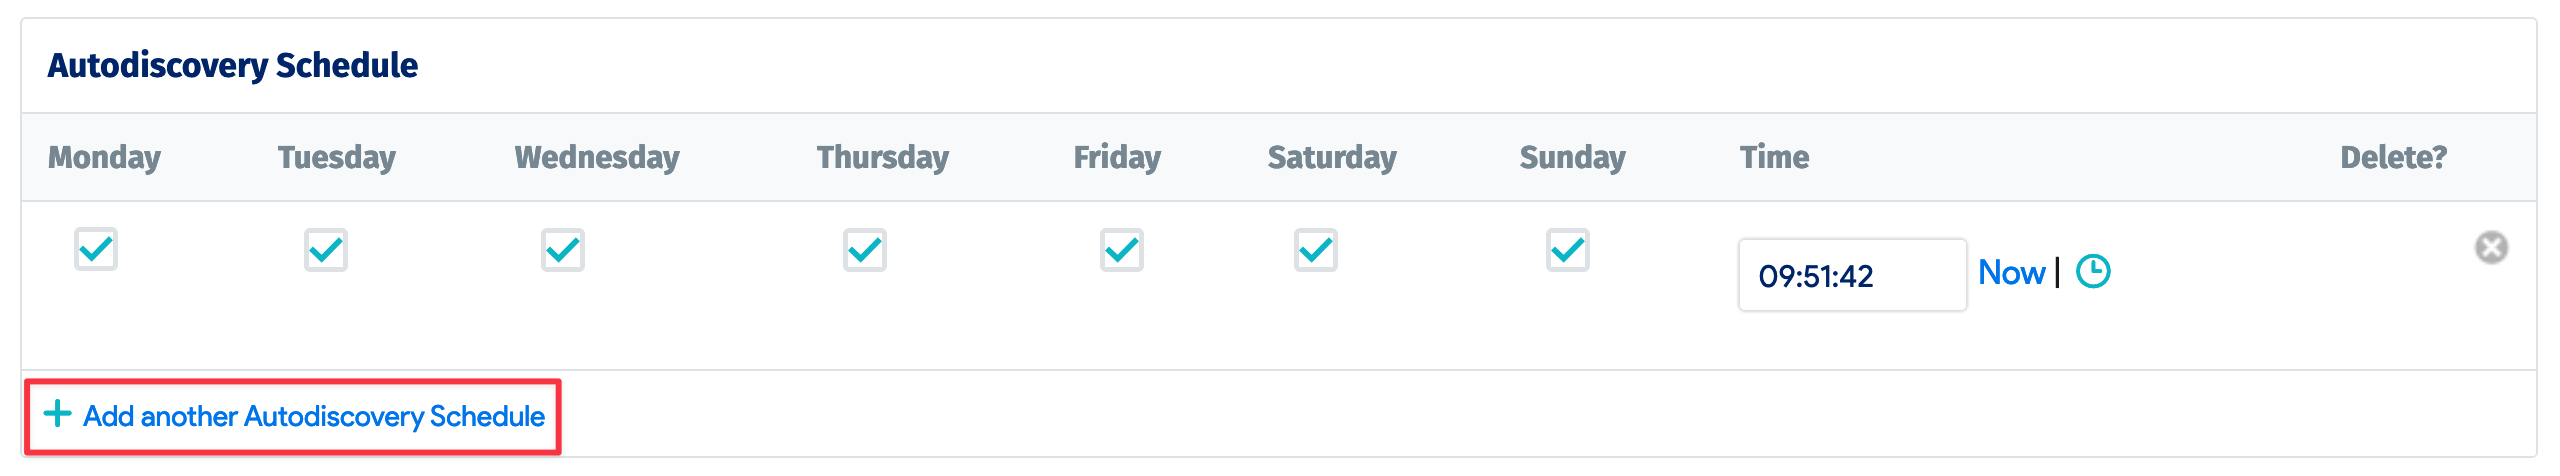 Autodiscovery Schedule
Monday Tuesday Wednesday Thursday Friday Saturday Sunday Time Delete?
09:51:42 Now |
Add another Autodiscovery Schedule